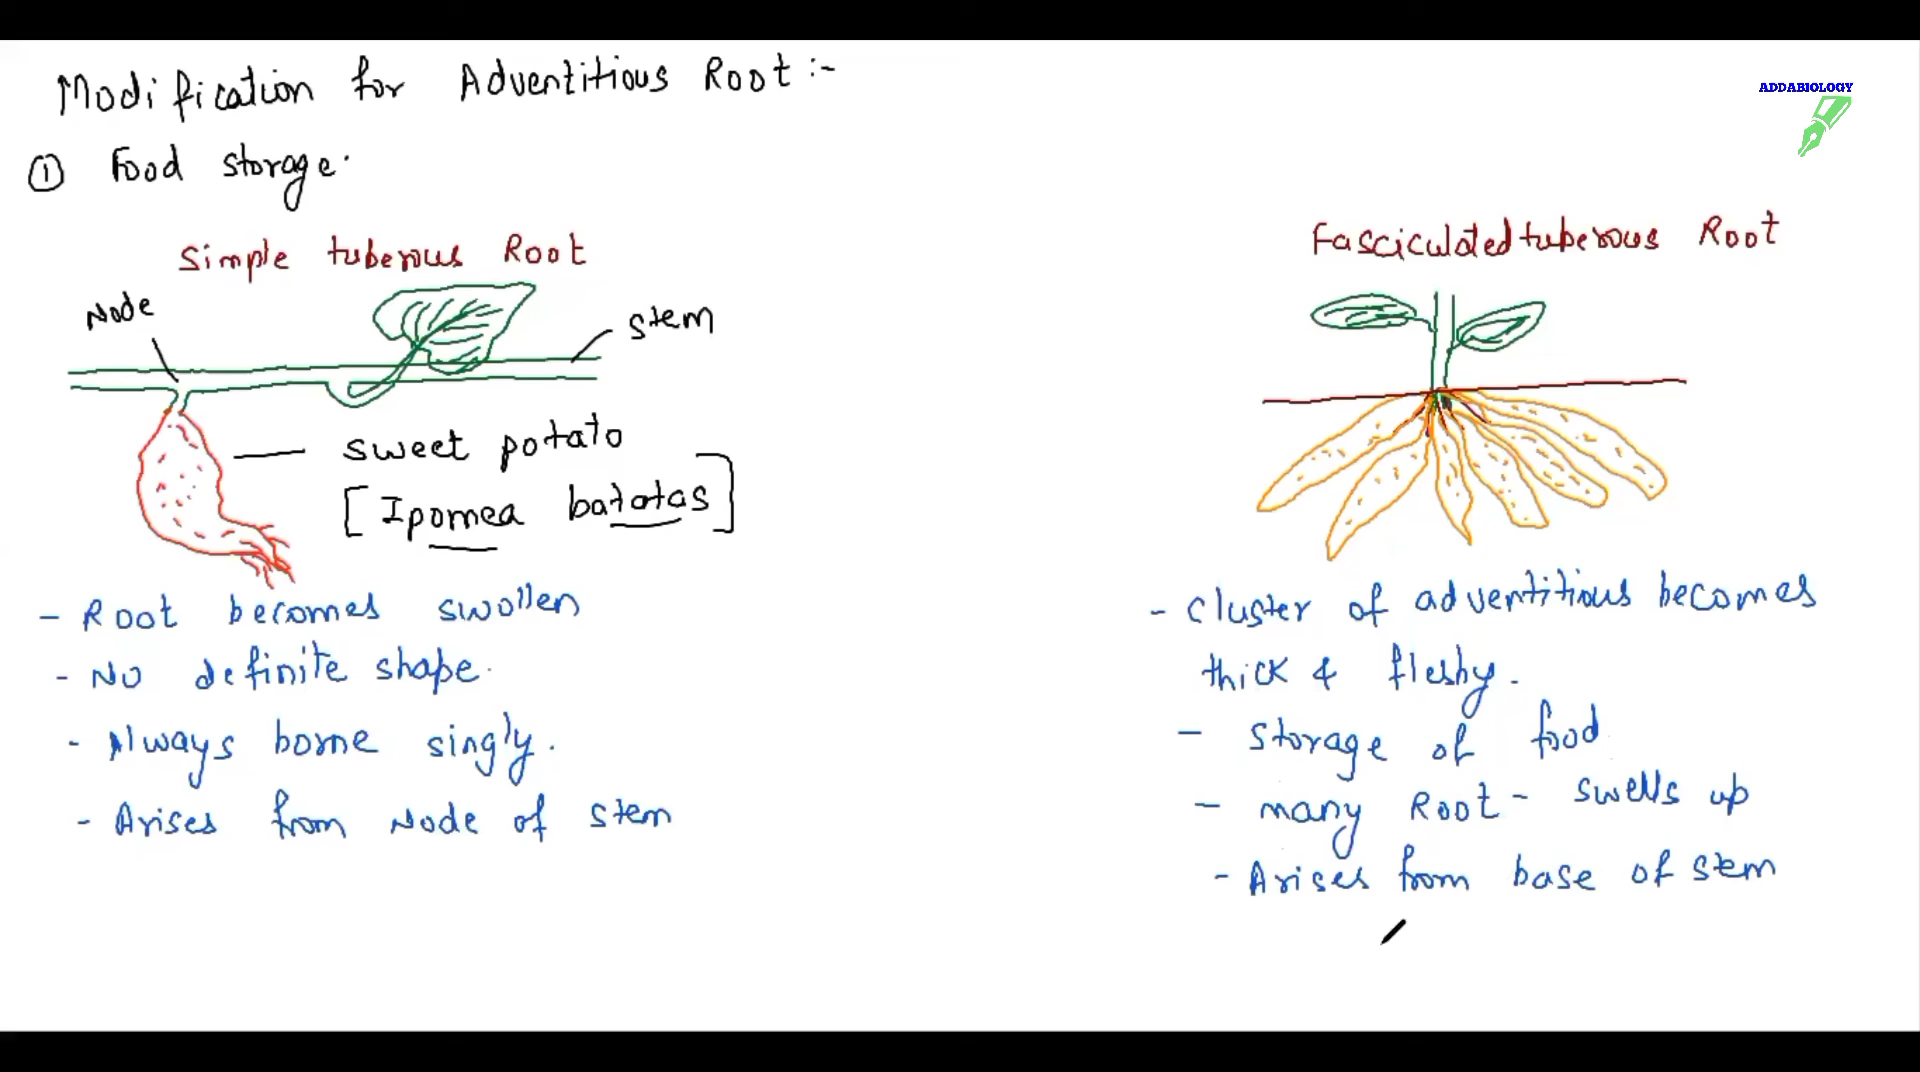 Modification for Adventitious Root :-
ADDABIOLOGY
① Food storage.
Simple tuberous Root
Node
Stem
Sweet potato
[Ipomea batatas]
- Root becomes swollen
- No definite shape.
- Always borne singly.
- Arises from Node of stem
Fasciculated tuberous Root
- Cluster of adventitious becomes
thick & fleshy.
- Storage of food
- many Root - swells up
- Arises from base of stem